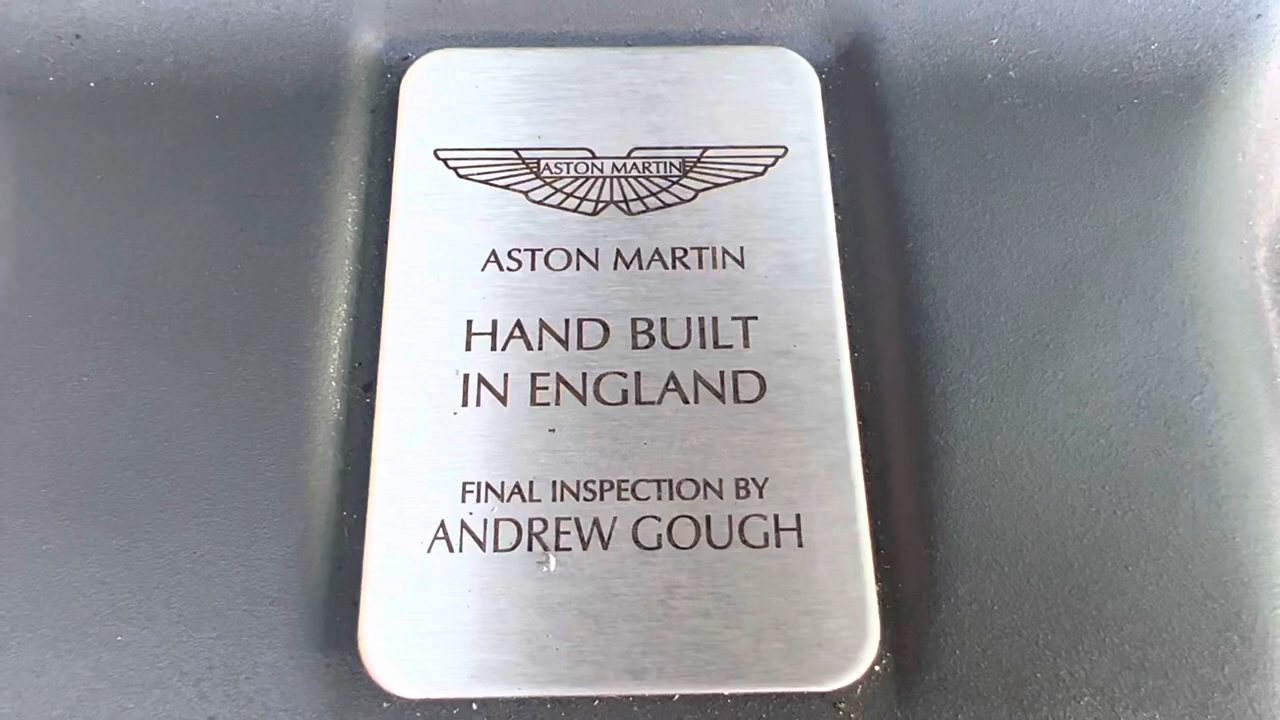 ASTON MARTIN
ASTON MARTIN
HAND BUILT
IN ENGLAND
FINAL INSPECTION BY
ANDREW GOUGH